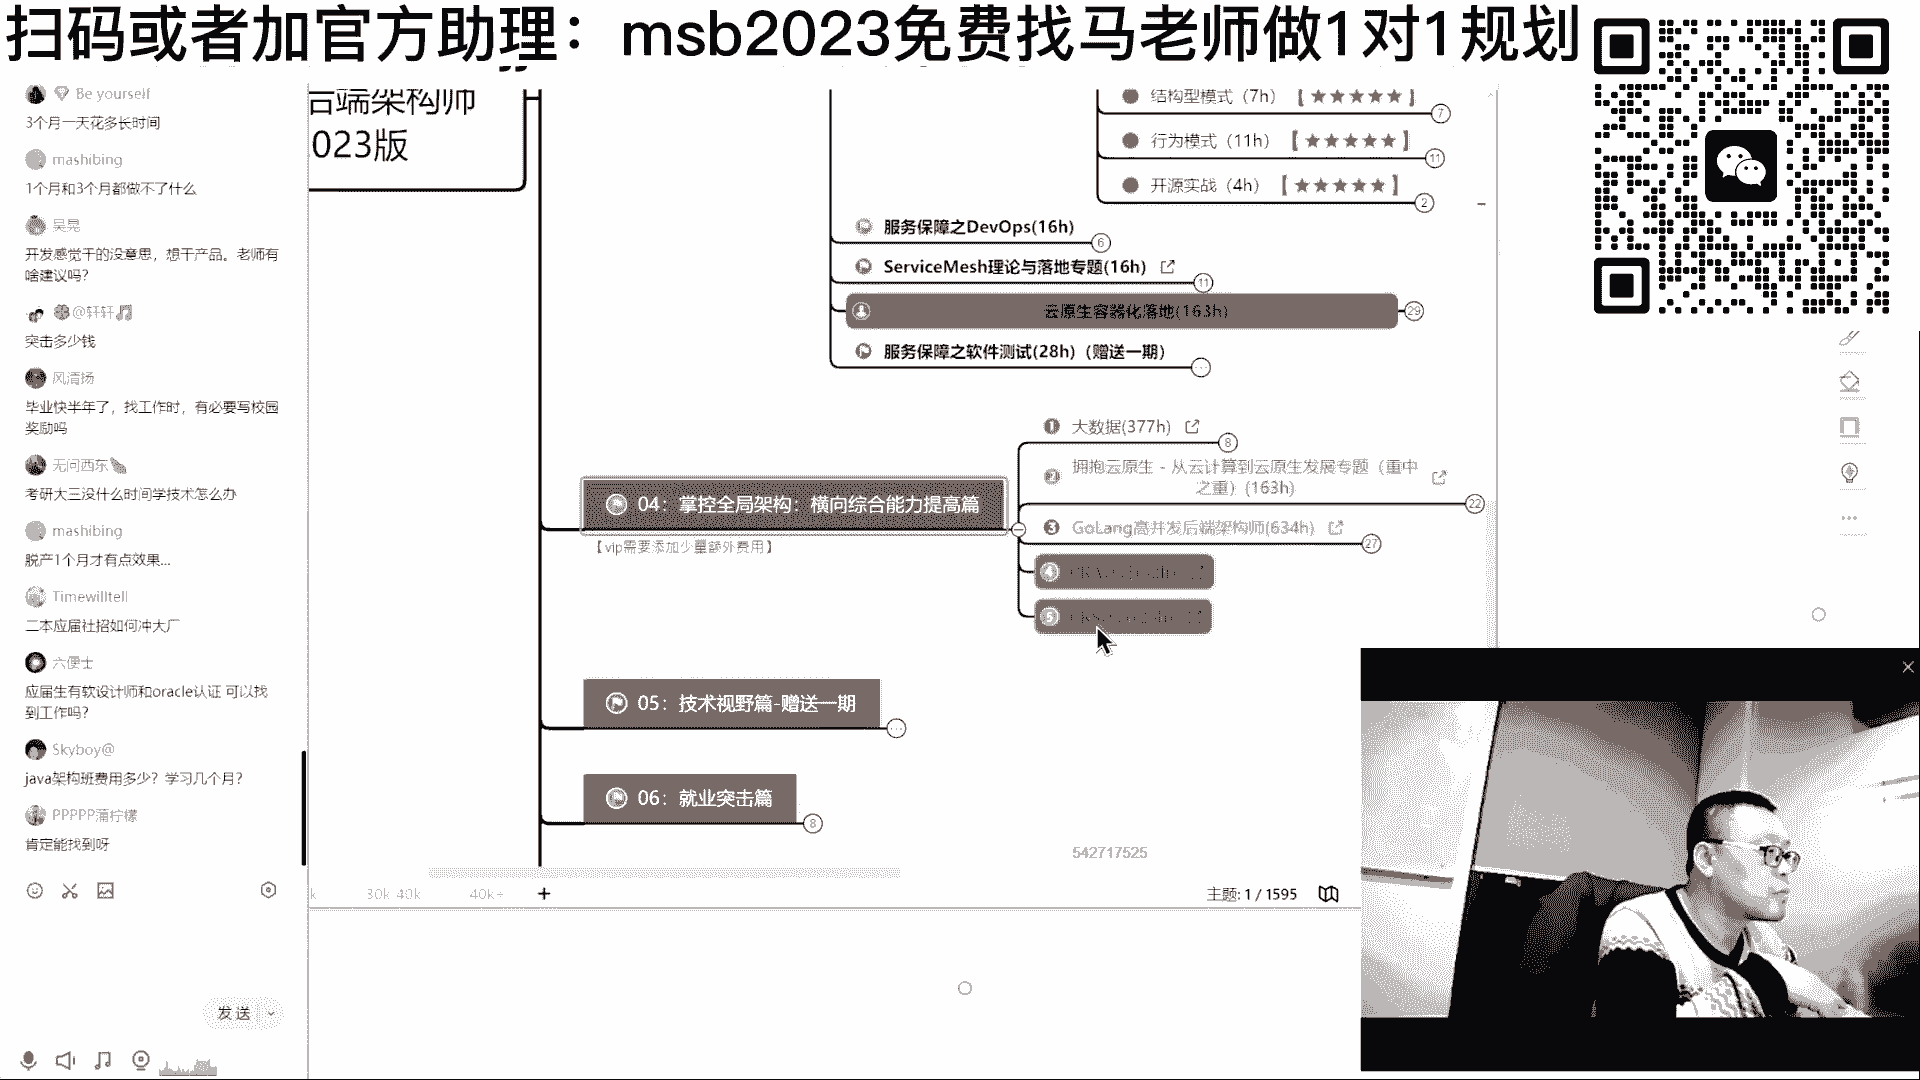 扫码或者加官方助理：msb2023免费找马老师做1对1规划
Be yourself
3个月一天花多长时间
mashibing
1个月和3个月都做不了什么
吴晃
开发感觉干的没意思，想干产品。老师有
啥建议吗？
@轩轩
突击多少钱
风清扬
毕业快半年了，找工作时，有必要写校园
奖励吗
无问西东
考研大三没什么时间学技术怎么办
mashibing
脱产1个月才有点效果...
Timewilltell
二本应届社招如何冲大厂
六便士
应届生有软设计师和oracle认证 可以找
到工作吗？
Skyboy@
java架构班费用多少？学习几个月？
PPPPP蒲柠檬
肯定能找到呀
发送
后端架构师
023版
结构型模式（7h）【★★★★★】
7
行为模式（11h）【★★★★★】
11
开源实战（4h）【★★★★★】
2
服务保障之DevOps(16h)
6
ServiceMesh理论与落地专题(16h)
11
云原生容器化落地(163h)
29
服务保障之软件测试(28h)（赠送一期）
04：掌控全局架构：横向综合能力提高篇
【vip需要添加少量额外费用】
1 大数据(377h)
8
2 拥抱云原生 - 从云计算到云原生发展专题（重中
之重）(163h)
22
3 GoLang高并发后端架构师(634h)
27
4
5
05：技术视野篇-赠送一期
06：就业突击篇
8
542717525
k 30k-40k 40k+ +
主题: 1 / 1595